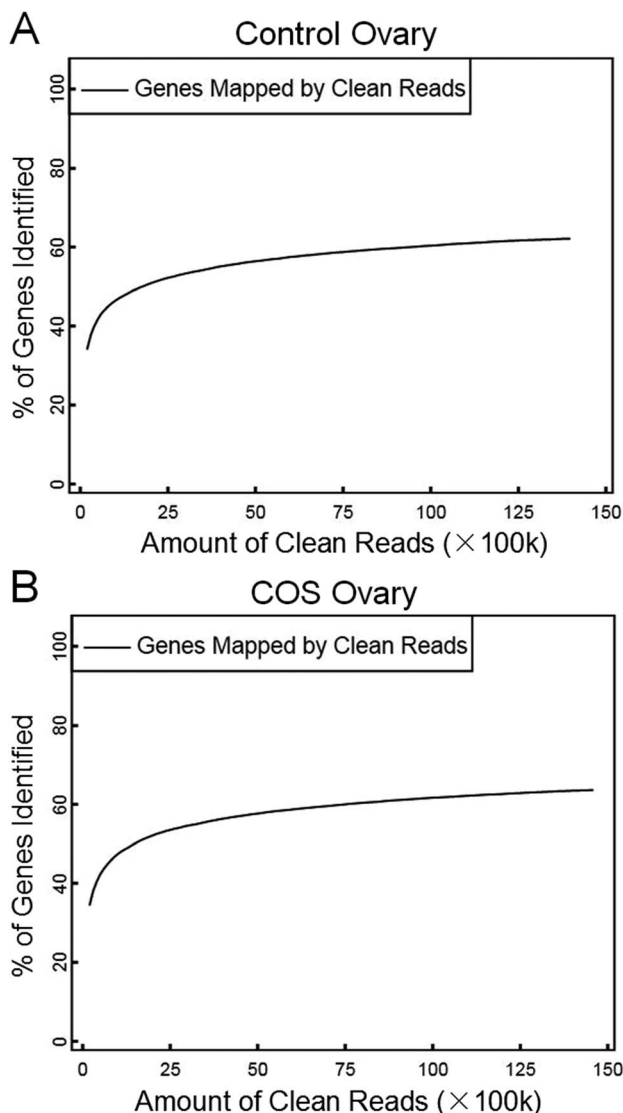 A
Control Ovary
Genes Mapped by Clean Reads
% of Genes Identified
100
80
60
40
20
0
0 25 50 75 100 125 150
Amount of Clean Reads (×100k)
B
COS Ovary
Genes Mapped by Clean Reads
% of Genes Identified
100
80
60
40
20
0
0 25 50 75 100 125 150
Amount of Clean Reads (×100k)